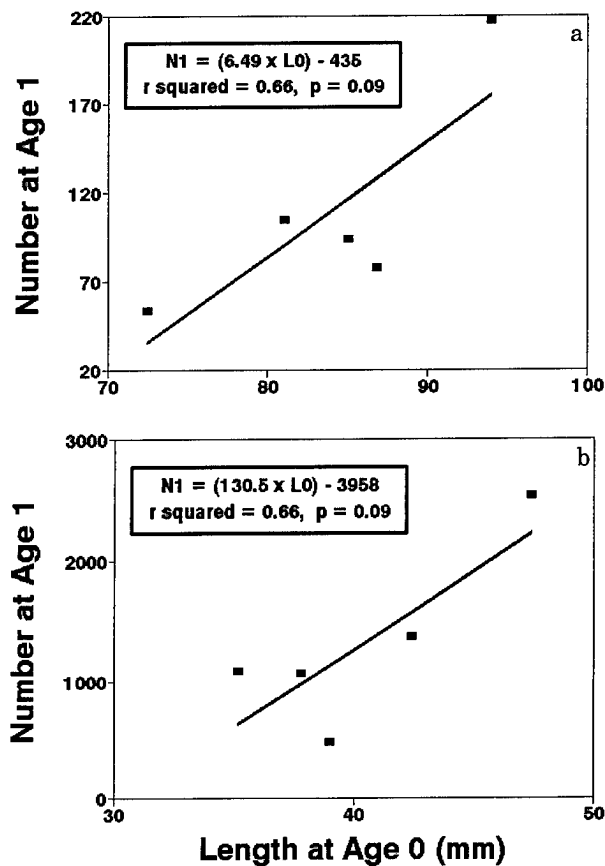 a
N1 = (6.49 x L0) - 435
r squared = 0.66, p = 0.09
Number at Age 1
220
170
120
70
20
70
80
90
100
b
N1 = (130.5 x L0) - 3958
r squared = 0.66, p = 0.09
Number at Age 1
3000
2000
1000
0
30
40
50
Length at Age 0 (mm)